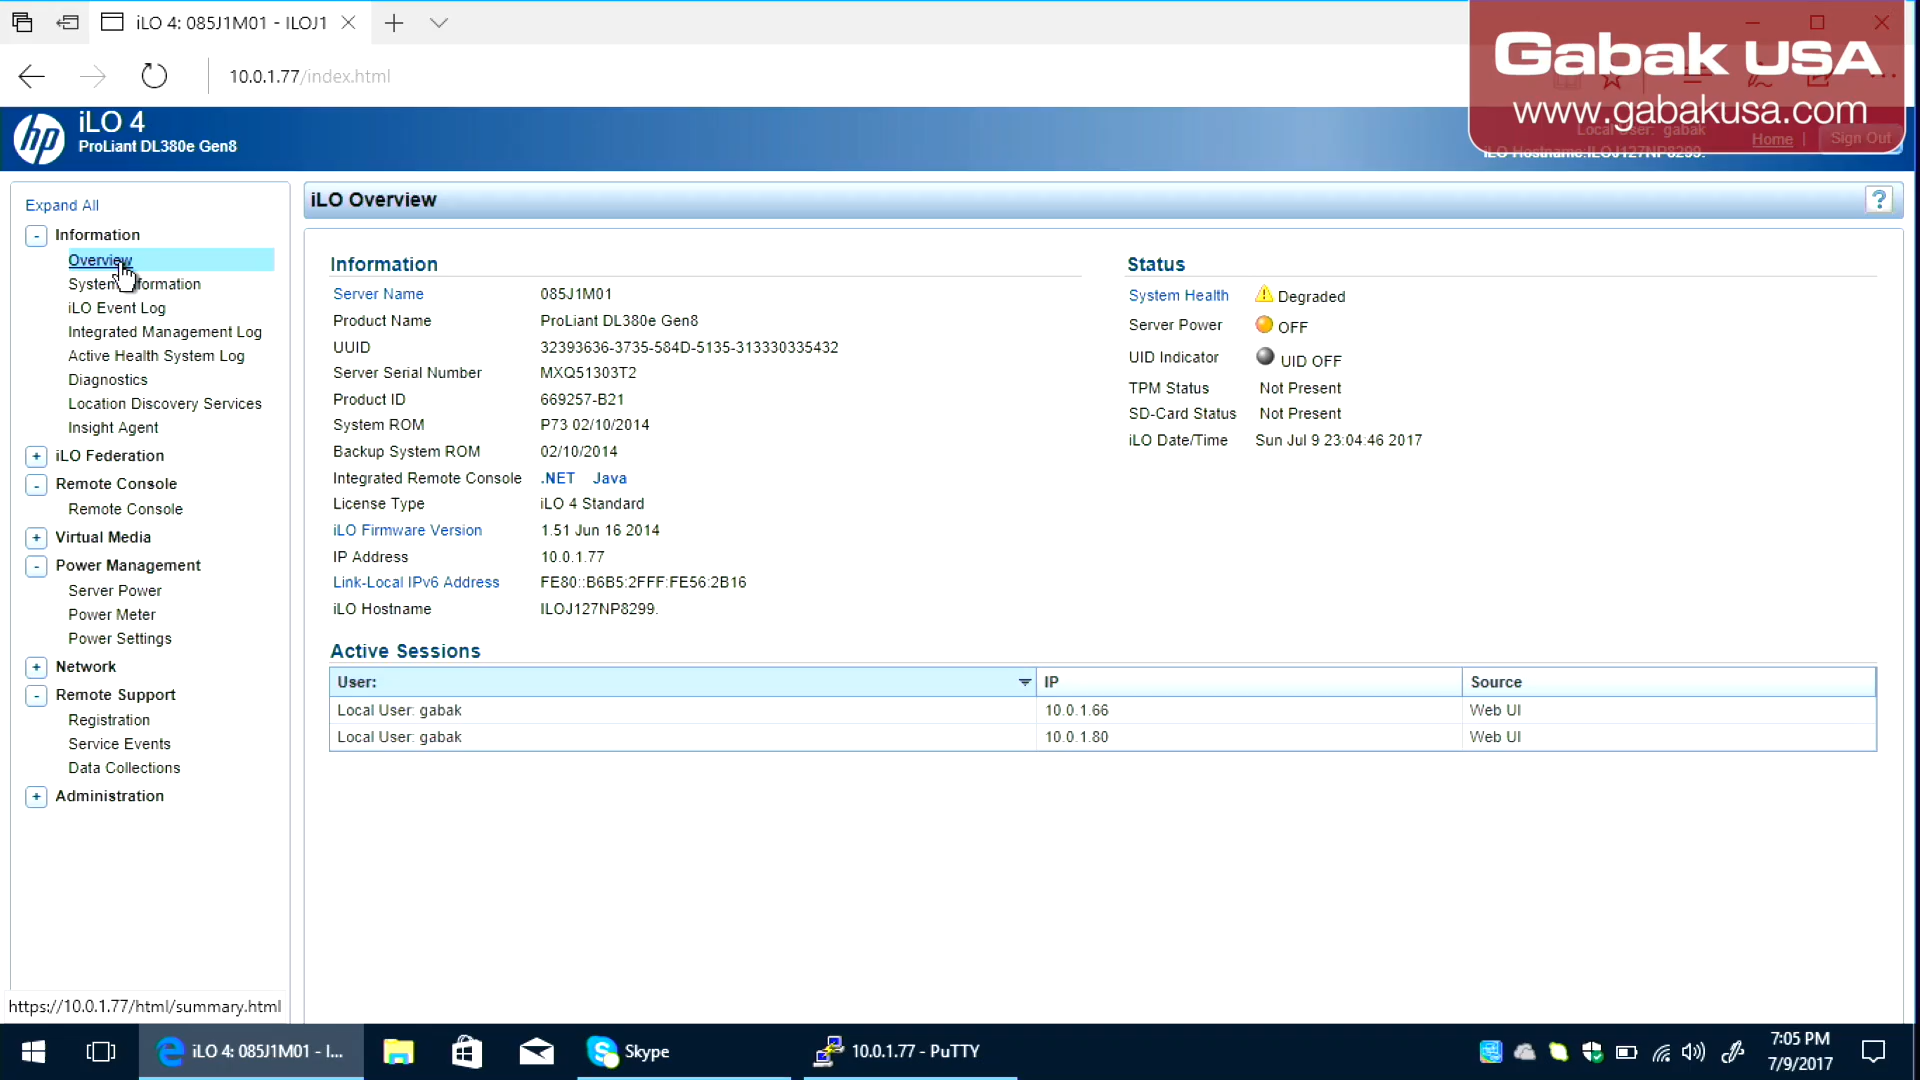 iLO 4: 085J1M01 - ILOJ1
10.0.1.77/index.html
Gabak USA
www.gabakusa.com
hp
iLO 4
ProLiant DL380e Gen8
Local User: gabak
iLO Hostname:ILOJ127NP8299.
Home | Sign Out
Expand All
- Information
Overview
System Information
iLO Event Log
Integrated Management Log
Active Health System Log
Diagnostics
Location Discovery Services
Insight Agent
+ iLO Federation
- Remote Console
Remote Console
+ Virtual Media
- Power Management
Server Power
Power Meter
Power Settings
+ Network
- Remote Support
Registration
Service Events
Data Collections
+ Administration
iLO Overview
?
Information
Server Name 085J1M01
Product Name ProLiant DL380e Gen8
UUID 32393636-3735-584D-5135-313330335432
Server Serial Number MXQ51303T2
Product ID 669257-B21
System ROM P73 02/10/2014
Backup System ROM 02/10/2014
Integrated Remote Console .NET Java
License Type iLO 4 Standard
iLO Firmware Version 1.51 Jun 16 2014
IP Address 10.0.1.77
Link-Local IPv6 Address FE80::B6B5:2FFF:FE56:2B16
iLO Hostname ILOJ127NP8299.
Status
System Health Degraded
Server Power OFF
UID Indicator UID OFF
TPM Status Not Present
SD-Card Status Not Present
iLO Date/Time Sun Jul 9 23:04:46 2017
Active Sessions
User: IP Source
Local User: gabak 10.0.1.66 Web UI
Local User: gabak 10.0.1.80 Web UI
https://10.0.1.77/html/summary.html
iLO 4: 085J1M01 - I...
Skype
10.0.1.77 - PuTTY
7:05 PM
7/9/2017